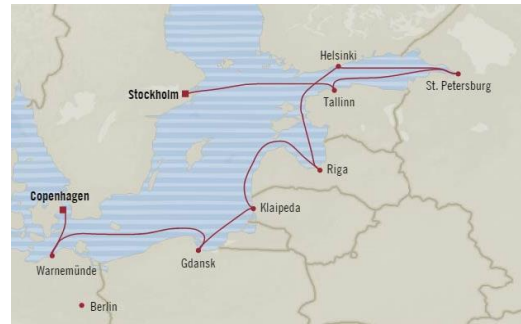 Helsinki
St. Petersburg
Stockholm
Tallinn
Riga
Copenhagen
Klaipeda
Warnemünde
Gdansk
Berlin